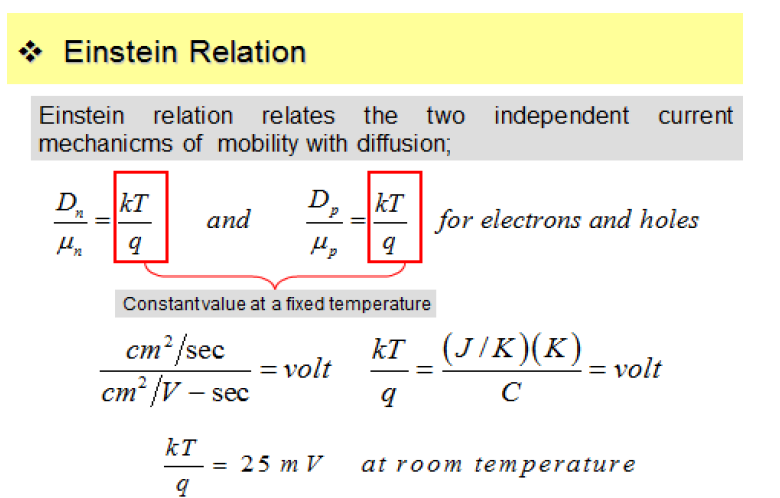 ❖ Einstein Relation
Einstein relation relates the two independent current
mechanicms of mobility with diffusion;
Dₙ/μₙ = kT/q and Dₚ/μₚ = kT/q for electrons and holes
Constant value at a fixed temperature
(cm²/sec)/(cm²/V − sec) = volt kT/q = (J/K)(K)/C = volt
kT/q = 25 mV at room temperature